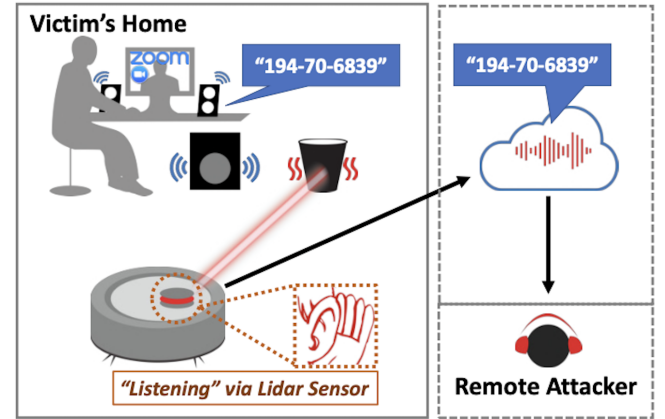 Victim's Home
zoom
"194-70-6839"
"194-70-6839"
"Listening" via Lidar Sensor
Remote Attacker